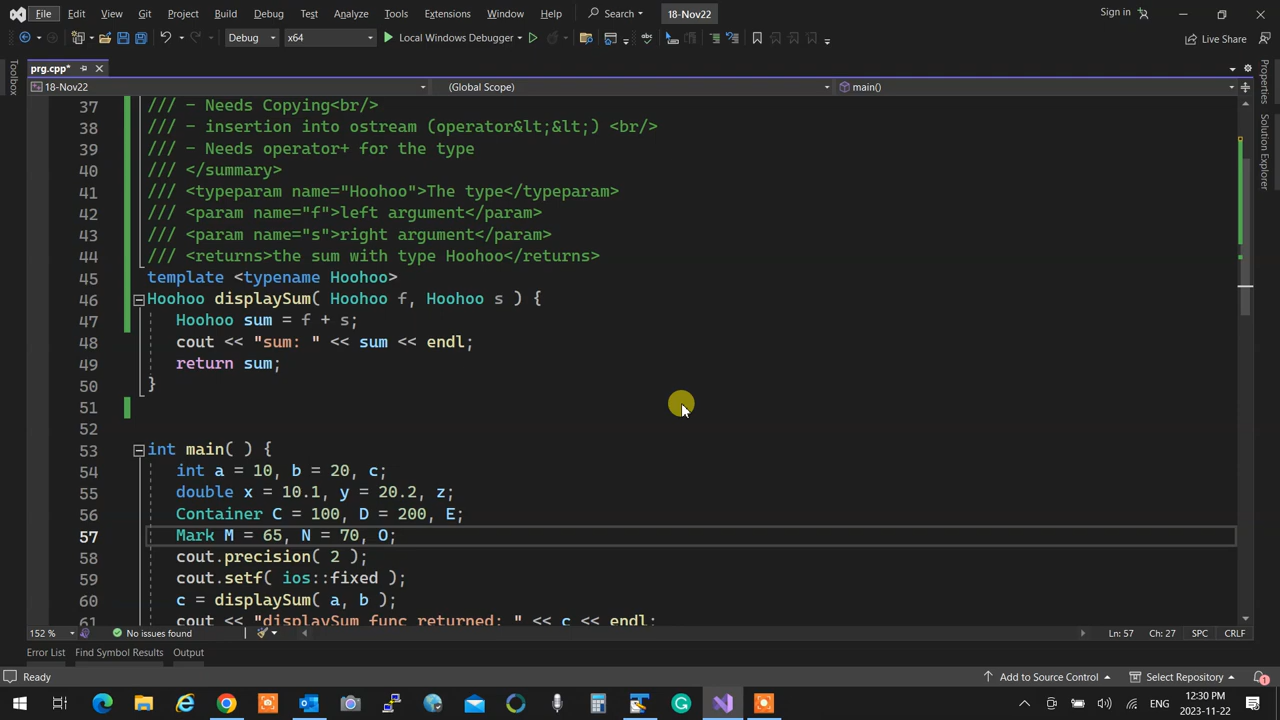 File Edit View Git Project Build Debug Test Analyze Tools Extensions Window Help Search 18-Nov22 Sign in
Debug x64 Local Windows Debugger Live Share
prg.cpp*
18-Nov22 (Global Scope) main()
Toolbox
Properties
Solution Explorer
37 /// - Needs Copying<br/>
38 /// - insertion into ostream (operator&lt;&lt;) <br/>
39 /// - Needs operator+ for the type
40 /// </summary>
41 /// <typeparam name="Hoohoo">The type</typeparam>
42 /// <param name="f">left argument</param>
43 /// <param name="s">right argument</param>
44 /// <returns>the sum with type Hoohoo</returns>
45 template <typename Hoohoo>
46 Hoohoo displaySum( Hoohoo f, Hoohoo s ) {
47 Hoohoo sum = f + s;
48 cout << "sum: " << sum << endl;
49 return sum;
50 }
51
52
53 int main( ) {
54 int a = 10, b = 20, c;
55 double x = 10.1, y = 20.2, z;
56 Container C = 100, D = 200, E;
57 Mark M = 65, N = 70, O;
58 cout.precision( 2 );
59 cout.setf( ios::fixed );
60 c = displaySum( a, b );
61 cout << "displaySum func returned: " << c << endl;
152 % No issues found Ln: 57 Ch: 27 SPC CRLF
Error List Find Symbol Results Output
Ready Add to Source Control Select Repository 1
ENG 12:30 PM
2023-11-22